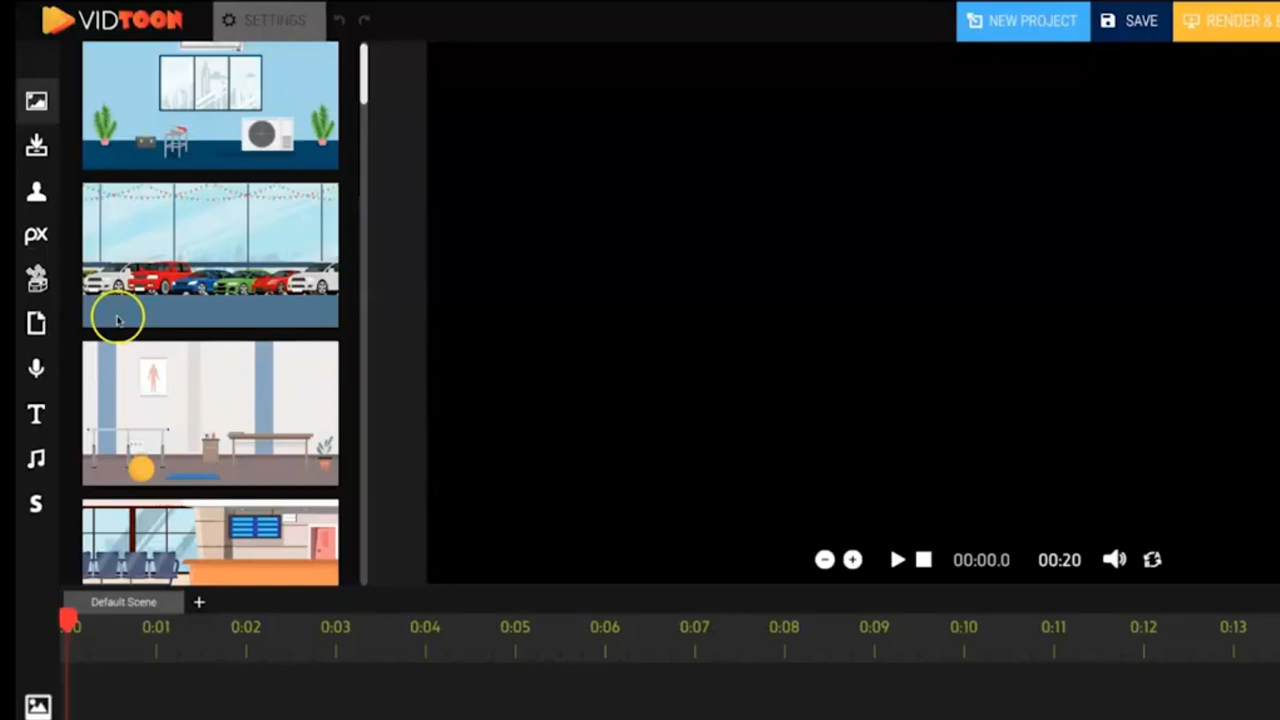 VIDTOON
SETTINGS
NEW PROJECT
SAVE
RENDER &
px
T
S
00:00.0
00:20
Default Scene +
0:01 0:02 0:03 0:04 0:05 0:06 0:07 0:08 0:09 0:10 0:11 0:12 0:13